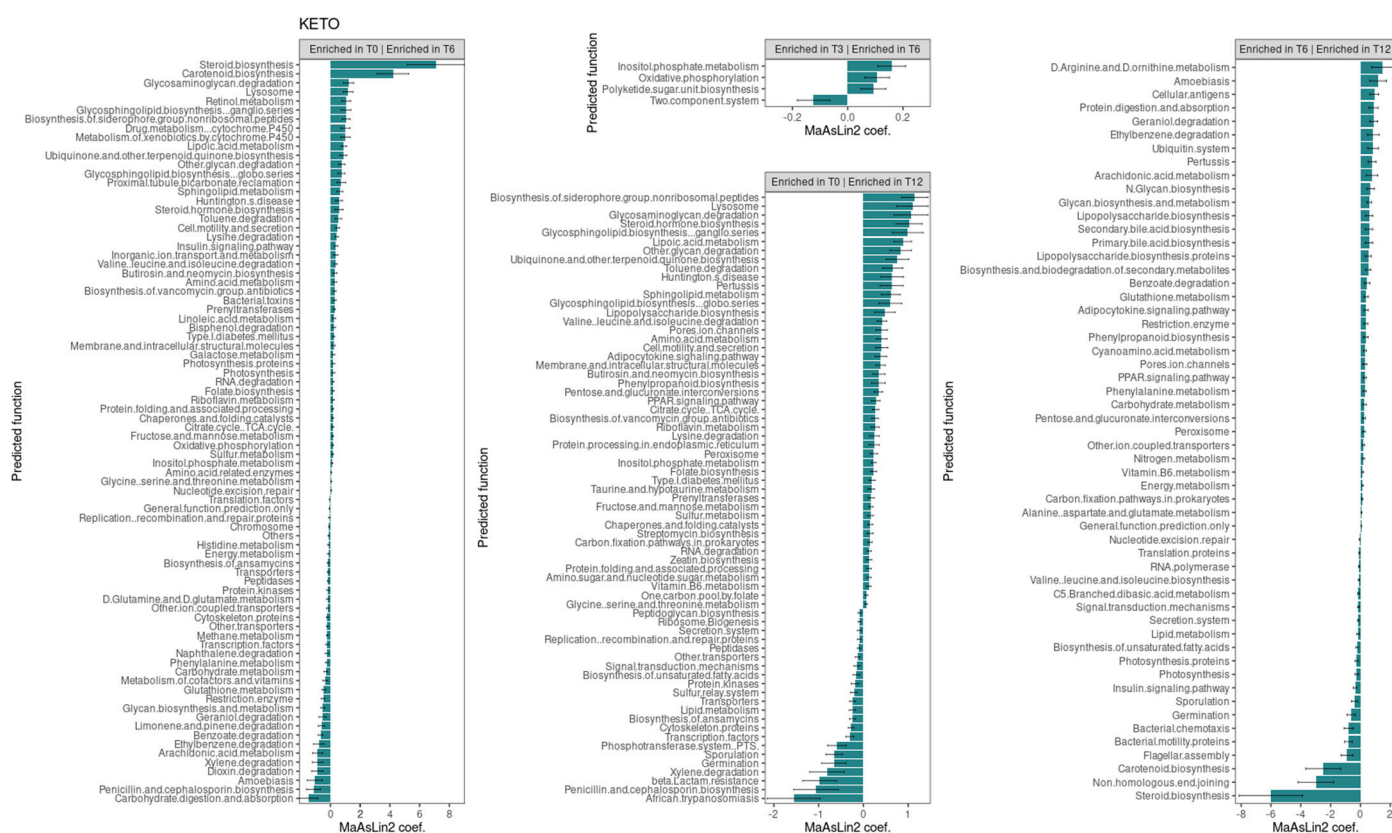 KETO
Enriched in T0 | Enriched in T6
Steroid.biosynthesis
Carotenoid.biosynthesis
Glycosaminoglycan.degradation
Lysosome
Retinol.metabolism
Glycosphingolipid.biosynthesis...ganglio.series
Biosynthesis.of.siderophore.group.nonribosomal.peptides
Drug.metabolism...cytochrome.P450
Metabolism.of.xenobiotics.by.cytochrome.P450
Lipoic.acid.metabolism
Ubiquinone.and.other.terpenoid.quinone.biosynthesis
Other.glycan.degradation
Glycosphingolipid.biosynthesis...globo.series
Proximal.tubule.bicarbonate.reclamation
Sphingolipid.metabolism
Huntington.s.disease
Steroid.hormone.biosynthesis
Toluene.degradation
Cell.motility.and.secretion
Lysine.degradation
Insulin.signaling.pathway
Inorganic.ion.transport.and.metabolism
Valine..leucine.and.isoleucine.degradation
Butirosin.and.neomycin.biosynthesis
Amino.acid.metabolism
Biosynthesis.of.vancomycin.group.antibiotics
Bacterial.toxins
Prenyltransferases
Linoleic.acid.metabolism
Bisphenol.degradation
Type.I.diabetes.mellitus
Membrane.and.intracellular.structural.molecules
Galactose.metabolism
Photosynthesis.proteins
Photosynthesis
RNA.degradation
Folate.biosynthesis
Riboflavin.metabolism
Protein.folding.and.associated.processing
Chaperones.and.folding.catalysts
Citrate.cycle..TCA.cycle.
Fructose.and.mannose.metabolism
Oxidative.phosphorylation
Sulfur.metabolism
Inositol.phosphate.metabolism
Amino.acid.related.enzymes
Glycine..serine.and.threonine.metabolism
Nucleotide.excision.repair
Translation.factors
General.function.prediction.only
Replication..recombination.and.repair.proteins
Chromosome
Others
Histidine.metabolism
Energy.metabolism
Biosynthesis.of.ansamycins
Transporters
Peptidases
Protein.kinases
D.Glutamine.and.D.glutamate.metabolism
Other.ion.coupled.transporters
Cytoskeleton.proteins
Other.transporters
Methane.metabolism
Transcription.factors
Naphthalene.degradation
Phenylalanine.metabolism
Carbohydrate.metabolism
Metabolism.of.cofactors.and.vitamins
Glutathione.metabolism
Restriction.enzyme
Glycan.biosynthesis.and.metabolism
Geraniol.degradation
Limonene.and.pinene.degradation
Benzoate.degradation
Ethylbenzene.degradation
Arachidonic.acid.metabolism
Xylene.degradation
Dioxin.degradation
Amoebiasis
Penicillin.and.cephalosporin.biosynthesis
Carbohydrate.digestion.and.absorption
0 4 8
MaAsLin2 coef.
Predicted function
Enriched in T3 | Enriched in T6
Inositol.phosphate.metabolism
Oxidative.phosphorylation
Polyketide.sugar.unit.biosynthesis
Two.component.system
-0.2 0.0 0.2
MaAsLin2 coef.
Predicted function
Enriched in T0 | Enriched in T12
Biosynthesis.of.siderophore.group.nonribosomal.peptides
Lysosome
Glycosaminoglycan.degradation
Steroid.hormone.biosynthesis
Glycosphingolipid.biosynthesis...ganglio.series
Lipoic.acid.metabolism
Other.glycan.degradation
Ubiquinone.and.other.terpenoid.quinone.biosynthesis
Toluene.degradation
Huntington.s.disease
Pertussis
Sphingolipid.metabolism
Glycosphingolipid.biosynthesis...globo.series
Lipopolysaccharide.biosynthesis
Valine..leucine.and.isoleucine.degradation
Pores.ion.channels
Amino.acid.metabolism
Cell.motility.and.secretion
Adipocytokine.signaling.pathway
Membrane.and.intracellular.structural.molecules
Butirosin.and.neomycin.biosynthesis
Phenylpropanoid.biosynthesis
Pentose.and.glucuronate.interconversions
PPAR.signaling.pathway
Citrate.cycle..TCA.cycle.
Biosynthesis.of.vancomycin.group.antibiotics
Riboflavin.metabolism
Lysine.degradation
Protein.processing.in.endoplasmic.reticulum
Peroxisome
Inositol.phosphate.metabolism
Folate.biosynthesis
Type.I.diabetes.mellitus
Taurine.and.hypotaurine.metabolism
Prenyltransferases
Fructose.and.mannose.metabolism
Sulfur.metabolism
Chaperones.and.folding.catalysts
Streptomycin.biosynthesis
Carbon.fixation.pathways.in.prokaryotes
RNA.degradation
Zeatin.biosynthesis
Protein.folding.and.associated.processing
Amino.sugar.and.nucleotide.sugar.metabolism
Vitamin.B6.metabolism
One.carbon.pool.by.folate
Glycine..serine.and.threonine.metabolism
Peptidoglycan.biosynthesis
Ribosome.Biogenesis
Secretion.system
Replication..recombination.and.repair.proteins
Peptidases
Other.transporters
Signal.transduction.mechanisms
Biosynthesis.of.unsaturated.fatty.acids
Protein.kinases
Sulfur.relay.system
Transporters
Lipid.metabolism
Biosynthesis.of.ansamycins
Cytoskeleton.proteins
Transcription.factors
Phosphotransferase.system..PTS.
Sporulation
Germination
Xylene.degradation
beta.Lactam.resistance
Penicillin.and.cephalosporin.biosynthesis
African.trypanosomiasis
-2 -1 0 1
MaAsLin2 coef.
Predicted function
Enriched in T6 | Enriched in T12
D.Arginine.and.D.ornithine.metabolism
Amoebiasis
Cellular.antigens
Protein.digestion.and.absorption
Geraniol.degradation
Ethylbenzene.degradation
Ubiquitin.system
Pertussis
Arachidonic.acid.metabolism
N.Glycan.biosynthesis
Glycan.biosynthesis.and.metabolism
Lipopolysaccharide.biosynthesis
Secondary.bile.acid.biosynthesis
Primary.bile.acid.biosynthesis
Lipopolysaccharide.biosynthesis.proteins
Biosynthesis.and.biodegradation.of.secondary.metabolites
Benzoate.degradation
Glutathione.metabolism
Adipocytokine.signaling.pathway
Restriction.enzyme
Phenylpropanoid.biosynthesis
Cyanoamino.acid.metabolism
Pores.ion.channels
PPAR.signaling.pathway
Phenylalanine.metabolism
Carbohydrate.metabolism
Pentose.and.glucuronate.interconversions
Peroxisome
Other.ion.coupled.transporters
Nitrogen.metabolism
Vitamin.B6.metabolism
Energy.metabolism
Carbon.fixation.pathways.in.prokaryotes
Alanine..aspartate.and.glutamate.metabolism
General.function.prediction.only
Nucleotide.excision.repair
Translation.proteins
RNA.polymerase
Valine..leucine.and.isoleucine.biosynthesis
C5.Branched.dibasic.acid.metabolism
Signal.transduction.mechanisms
Secretion.system
Lipid.metabolism
Biosynthesis.of.unsaturated.fatty.acids
Photosynthesis.proteins
Photosynthesis
Insulin.signaling.pathway
Sporulation
Germination
Bacterial.chemotaxis
Bacterial.motility.proteins
Flagellar.assembly
Carotenoid.biosynthesis
Non.homologous.end.joining
Steroid.biosynthesis
-8 -6 -4 -2 0 2
MaAsLin2 coef.
Predicted function